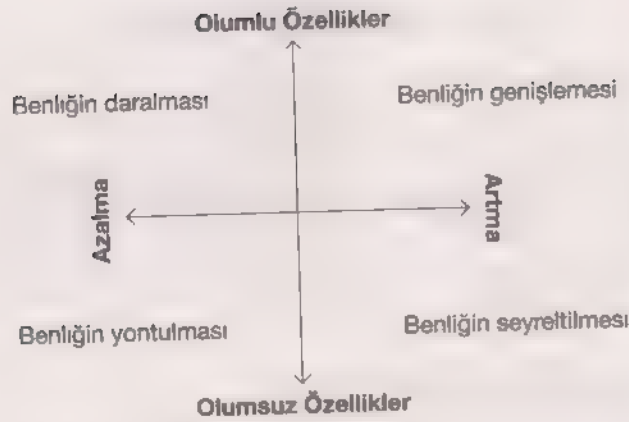 Olumlu Özellikler
Benliğin daralması
Benliğin genişlemesi
Azalma
Artma
Benliğin yontulması
Benliğin seyreltilmesi
Olumsuz Özellikler